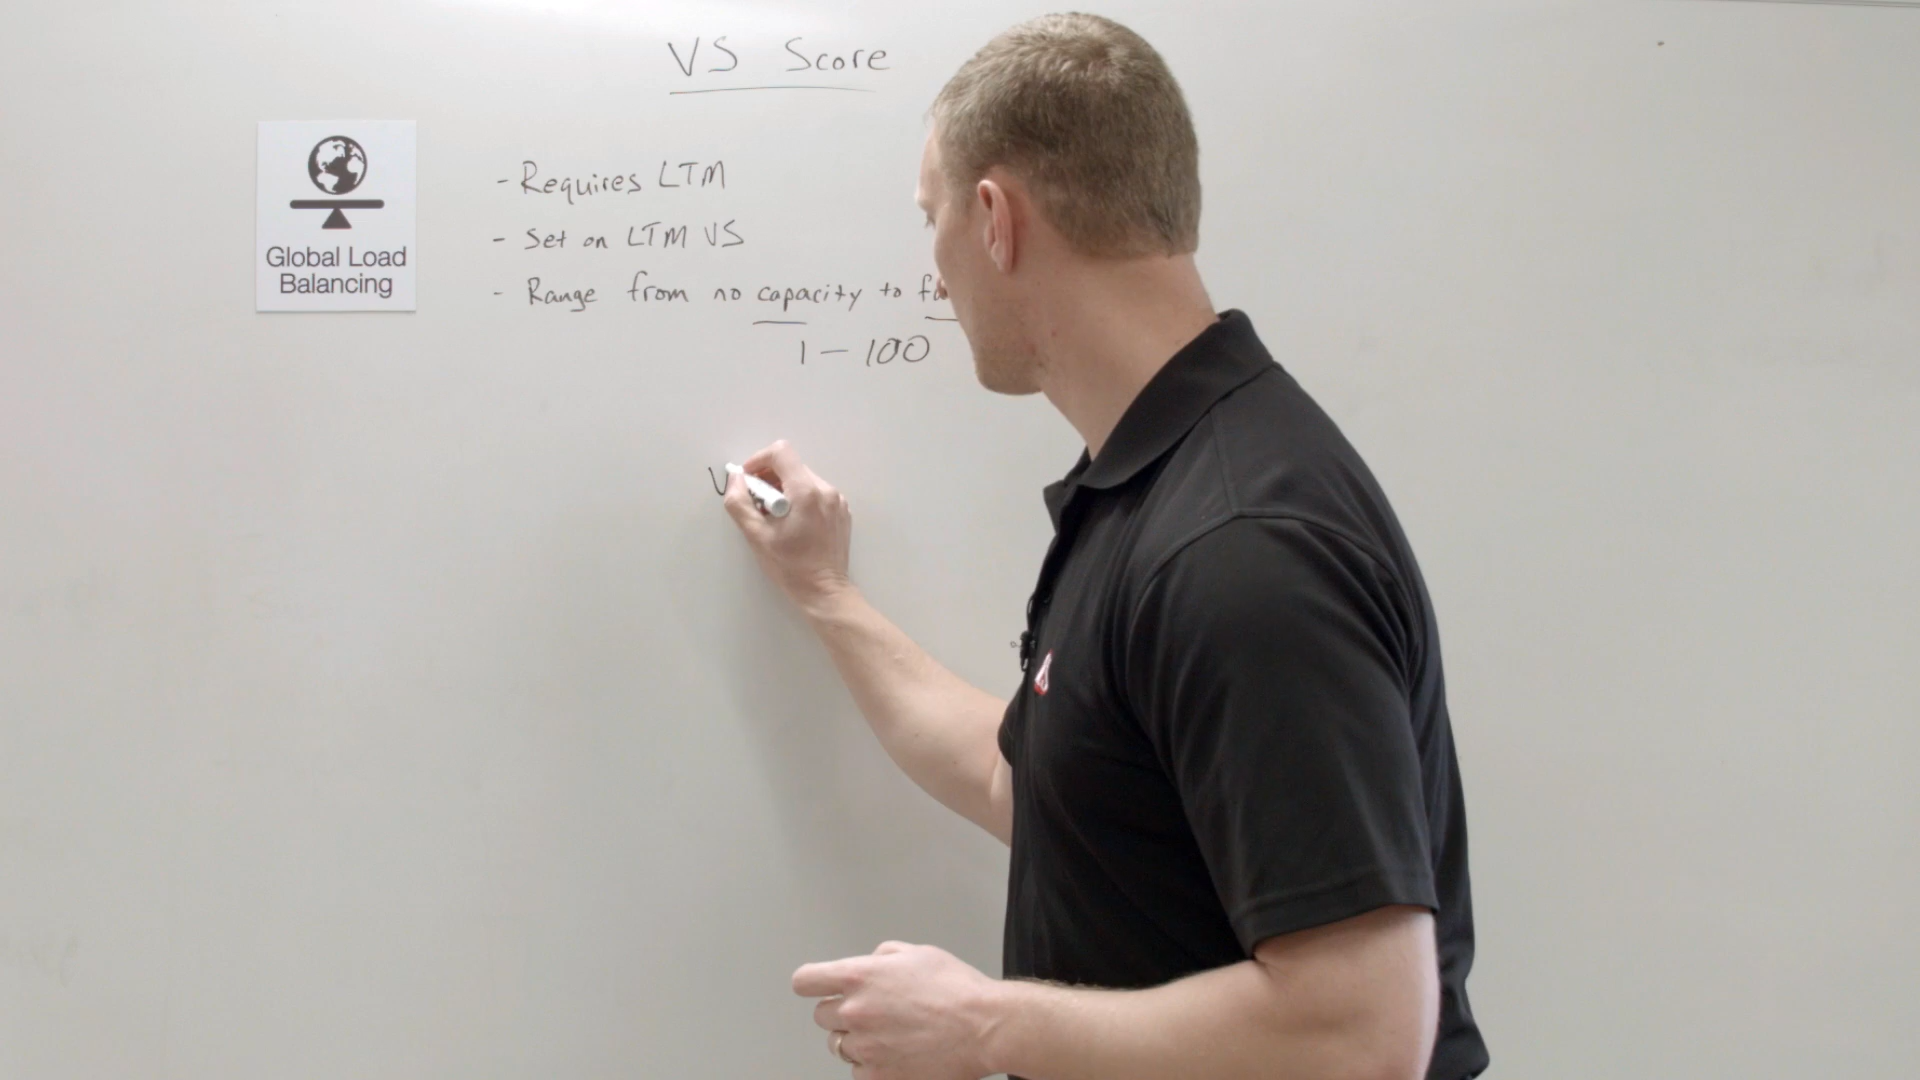 VS Score
Global Load
Balancing
- Requires LTM
- Set on LTM VS
- Range from no capacity to
1 - 100